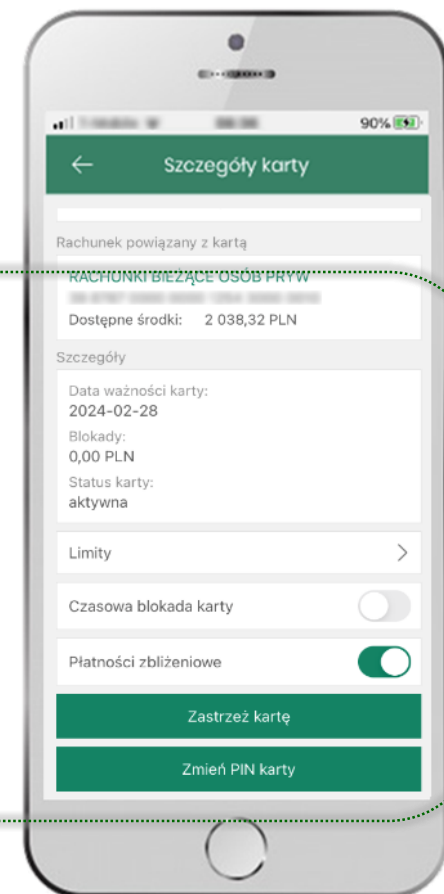 90%
Szczegóły karty
Rachunek powiązany z kartą
RACHUNKI BIEŻĄCE OSÓB PRYW
Dostępne środki: 2 038,32 PLN
Szczegóły
Data ważności karty:
2024-02-28
Blokady:
0,00 PLN
Status karty:
aktywna
Limity
Czasowa blokada karty
Płatności zbliżeniowe
Zastrzeż kartę
Zmień PIN karty